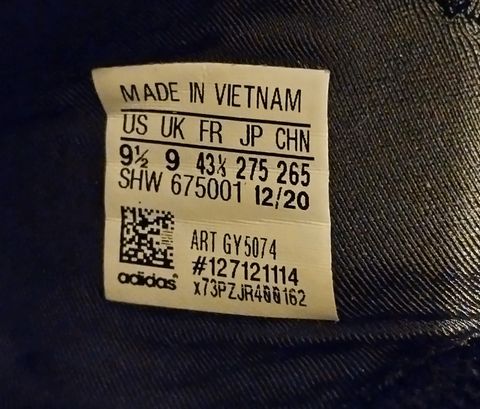 MADE IN VIETNAM
US UK FR JP CHN
9½ 9 43⅓ 275 265
SHW 675001 12/20
ART GY5074
#127121114
x73PZJR400162
adidas